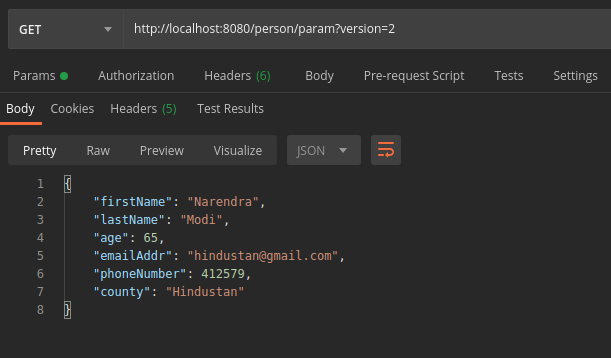 GET http://localhost:8080/person/param?version=2
Params Authorization Headers (6) Body Pre-request Script Tests Settings
Body Cookies Headers (5) Test Results
Pretty Raw Preview Visualize JSON
1 {
2 "firstName": "Narendra",
3 "lastName": "Modi",
4 "age": 65,
5 "emailAddr": "hindustan@gmail.com",
6 "phoneNumber": 412579,
7 "county": "Hindustan"
8 }